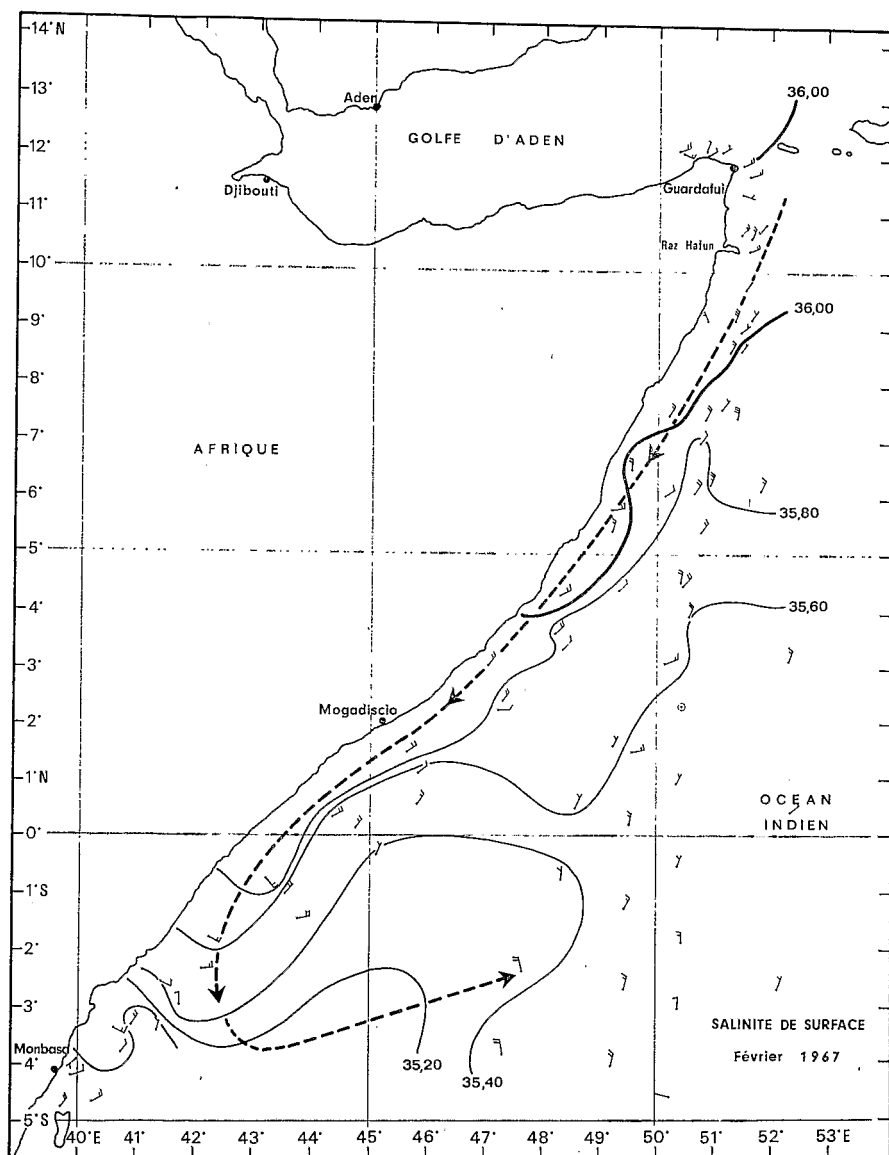 14° N
13°
Aden
36,00
12°
GOLFE D'ADEN
Djibouti
Guardafui
11°
Raz Hafun
10°
9°
36,00
8°
7°
AFRIQUE
6°
35,80
5°
4°
35,60
3°
Mogadiscio
2°
1°N
OCEAN
INDIEN
0°
1°S
2°
3°
SALINITE DE SURFACE
Février 1967
Monbasa
4°
35,20
35,40
5°S
40°E 41° 42° 43° 44° 45° 46° 47° 48° 49° 50° 51° 52° 53°E